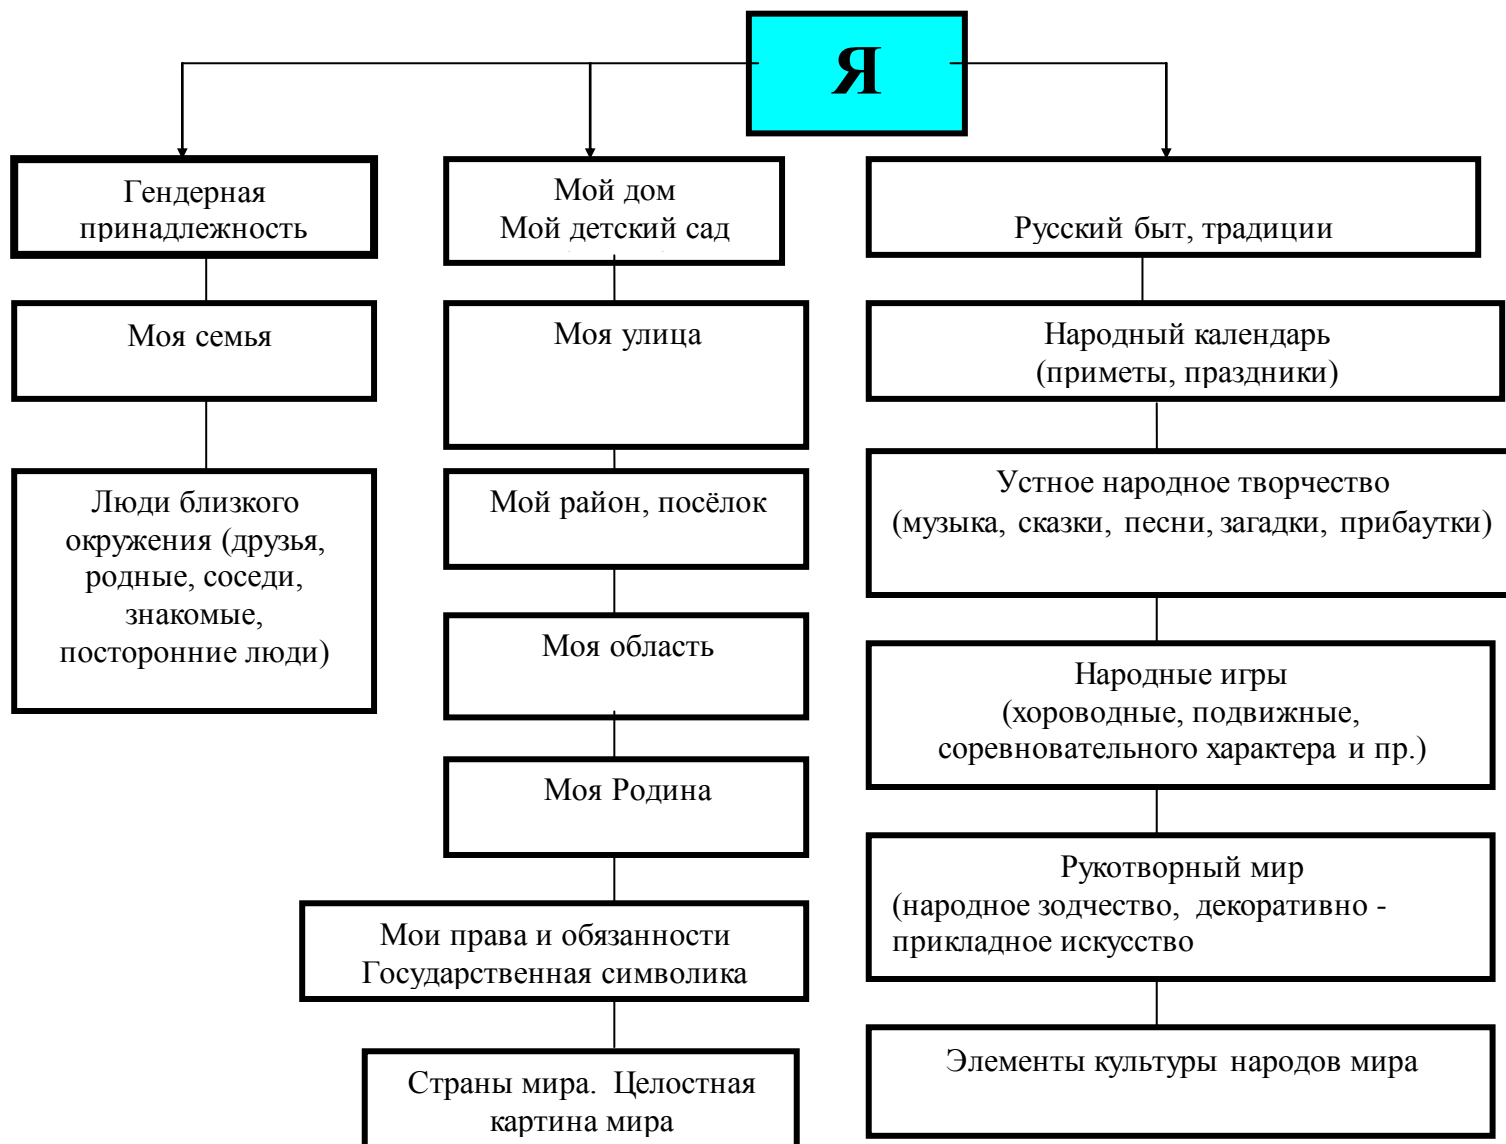 Я
Гендерная
принадлежность
Моя семья
Люди близкого
окружения (друзья,
родные, соседи,
знакомые,
посторонние люди)
Мой дом
Мой детский сад
Моя улица
Мой район, посёлок
Моя область
Моя Родина
Мои права и обязанности
Государственная символика
Страны мира. Целостная
картина мира
Русский быт, традиции
Народный календарь
(приметы, праздники)
Устное народное творчество
(музыка, сказки, песни, загадки, прибаутки)
Народные игры
(хороводные, подвижные,
соревновательного характера и пр.)
Рукотворный мир
(народное зодчество, декоративно -
прикладное искусство
Элементы культуры народов мира